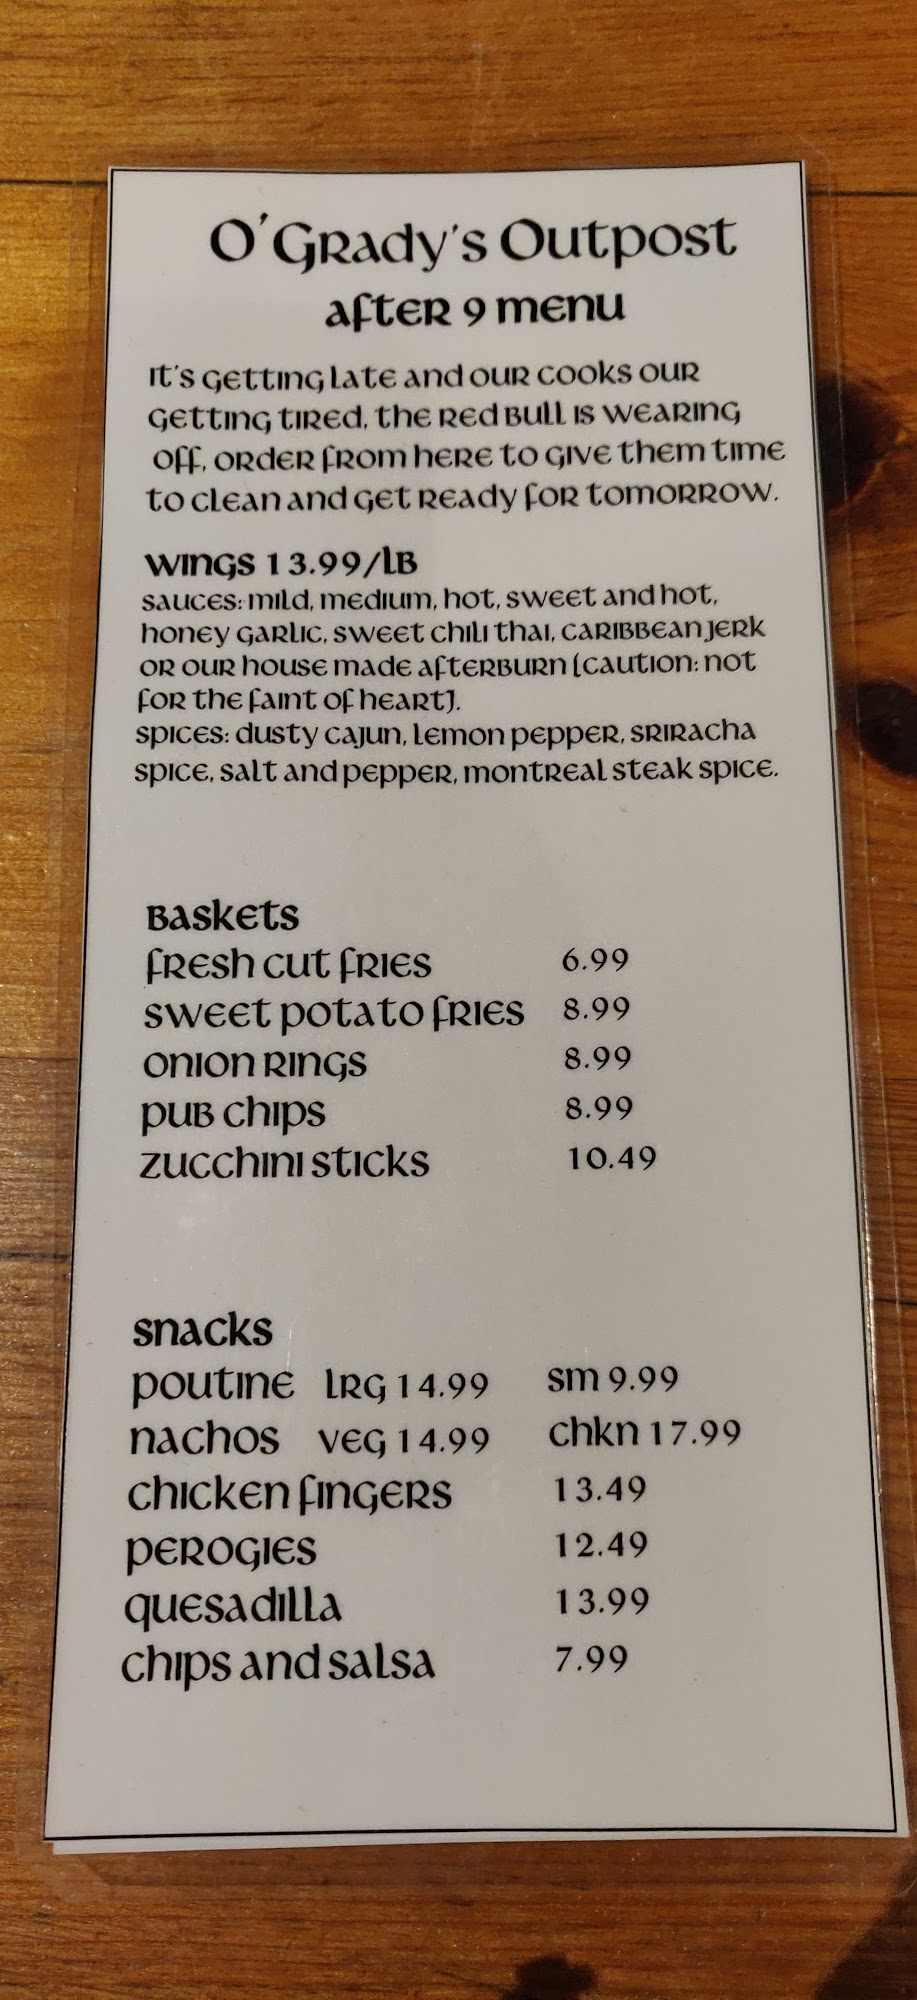 O'Grady's Outpost
after 9 menu
It's getting late and our cooks our
getting tired, the Red Bull is wearing
off, order from here to give them time
to clean and get ready for tomorrow.
wings 13.99/lb
sauces: mild, medium, hot, sweet and hot,
honey garlic, sweet chili thai, caribbean jerk
or our house made afterburn [caution: not
for the faint of heart].
spices: dusty cajun, lemon pepper, sriracha
spice, salt and pepper, montreal steak spice.
Baskets
fresh cut fries 6.99
sweet potato fries 8.99
onion rings 8.99
pub chips 8.99
zucchini sticks 10.49
snacks
poutine lrg 14.99 sm 9.99
nachos veg 14.99 chkn 17.99
chicken fingers 13.49
perogies 12.49
quesadilla 13.99
chips and salsa 7.99